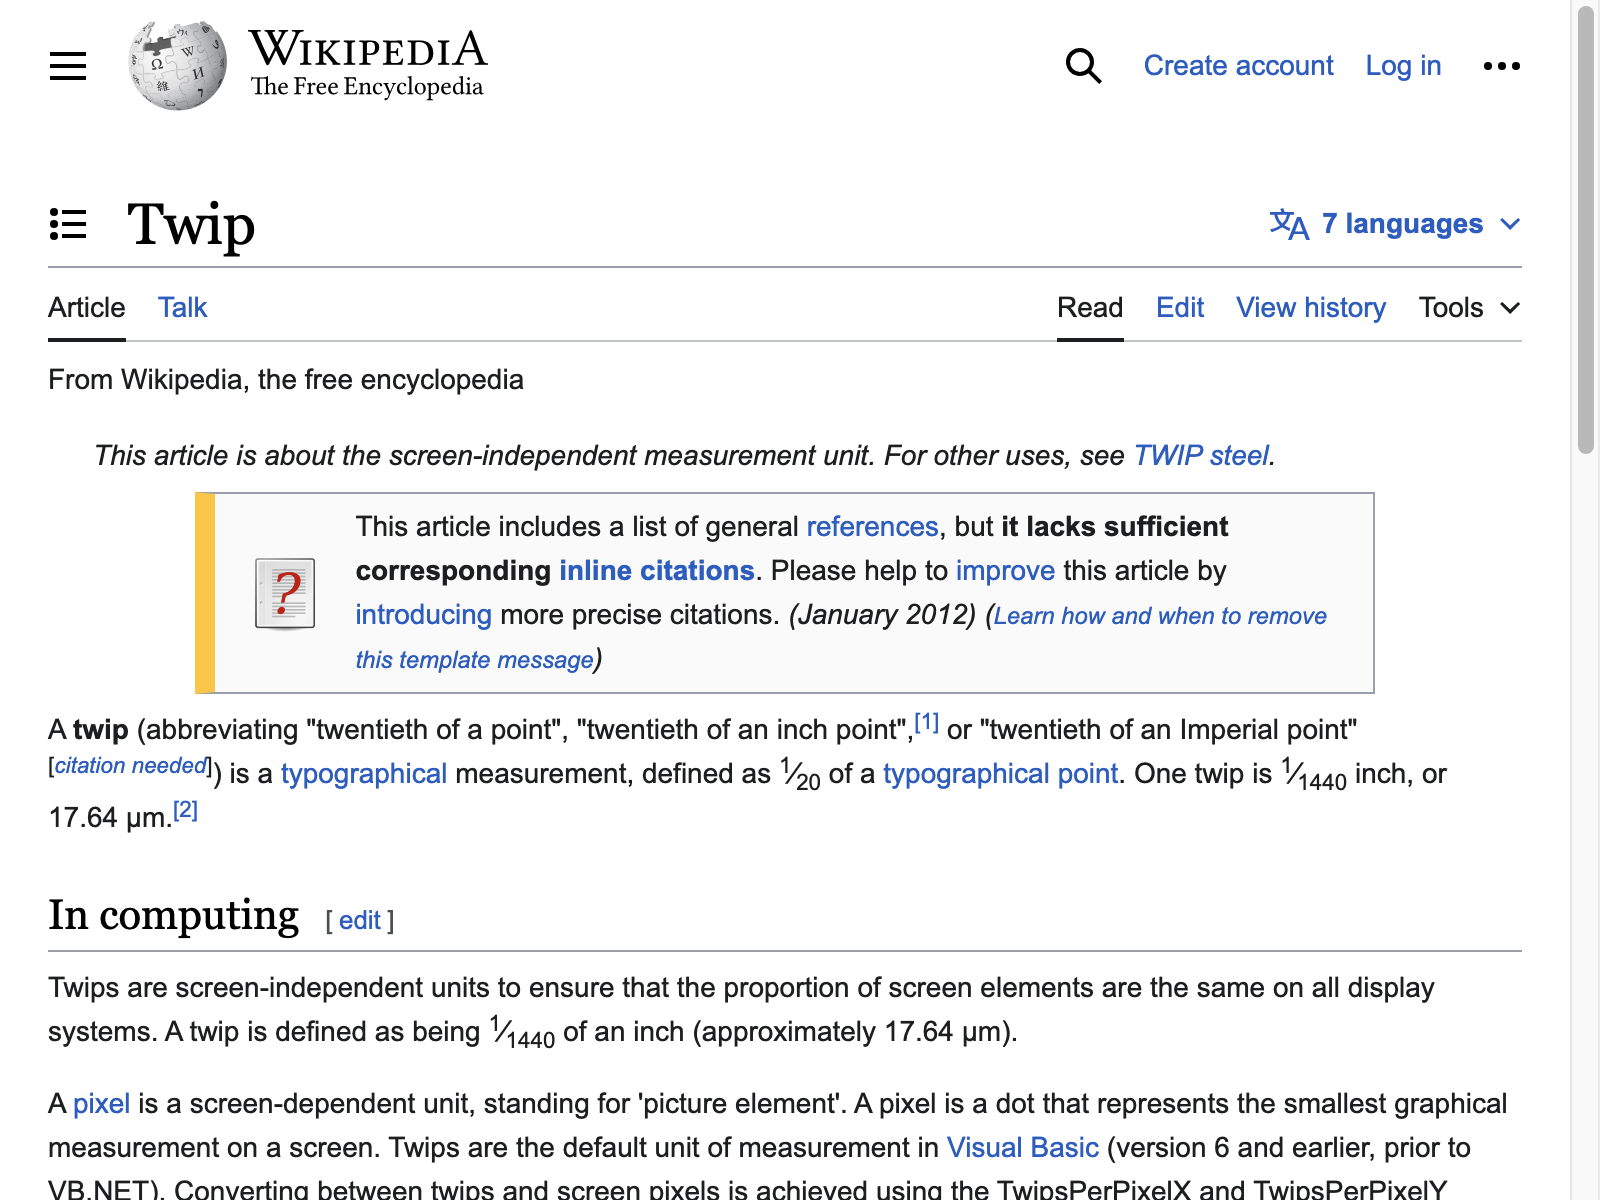 WIKIPEDIA
The Free Encyclopedia
Create account
Log in
Twip
7 languages
Article
Talk
Read
Edit
View history
Tools
From Wikipedia, the free encyclopedia
This article is about the screen-independent measurement unit. For other uses, see TWIP steel.
This article includes a list of general references, but it lacks sufficient
corresponding inline citations. Please help to improve this article by
introducing more precise citations. (January 2012) (Learn how and when to remove
this template message)
A twip (abbreviating "twentieth of a point", "twentieth of an inch point",[1] or "twentieth of an Imperial point"
[citation needed]) is a typographical measurement, defined as 1⁄20 of a typographical point. One twip is 1⁄1440 inch, or
17.64 μm.[2]
In computing [ edit ]
Twips are screen-independent units to ensure that the proportion of screen elements are the same on all display
systems. A twip is defined as being 1⁄1440 of an inch (approximately 17.64 μm).
A pixel is a screen-dependent unit, standing for 'picture element'. A pixel is a dot that represents the smallest graphical
measurement on a screen. Twips are the default unit of measurement in Visual Basic (version 6 and earlier, prior to
VB.NET). Converting between twips and screen pixels is achieved using the TwipsPerPixelX and TwipsPerPixelY